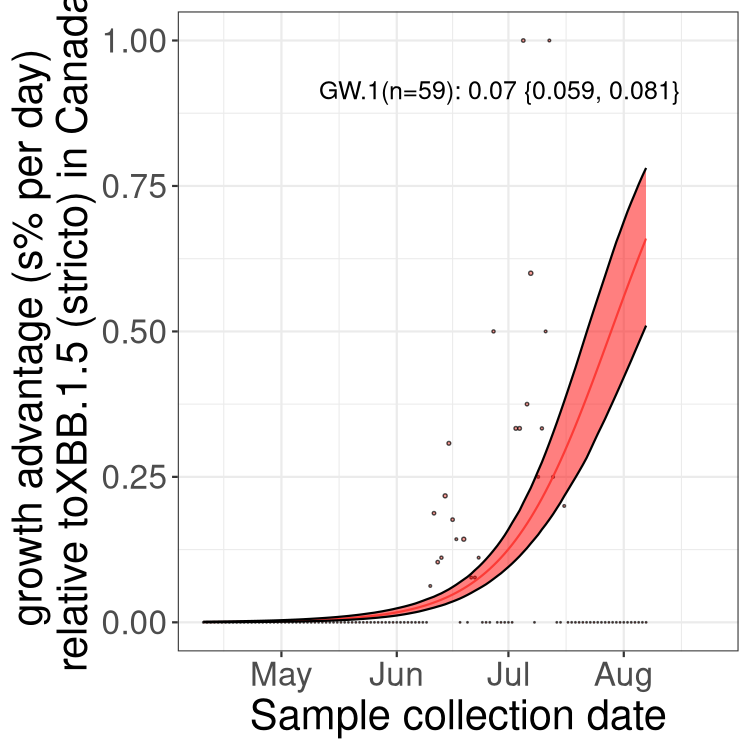 growth advantage (s% per day)
relative toXBB.1.5 (stricto) in Canada
1.00
0.75
0.50
0.25
0.00
GW.1(n=59): 0.07 {0.059, 0.081}
May Jun Jul Aug
Sample collection date